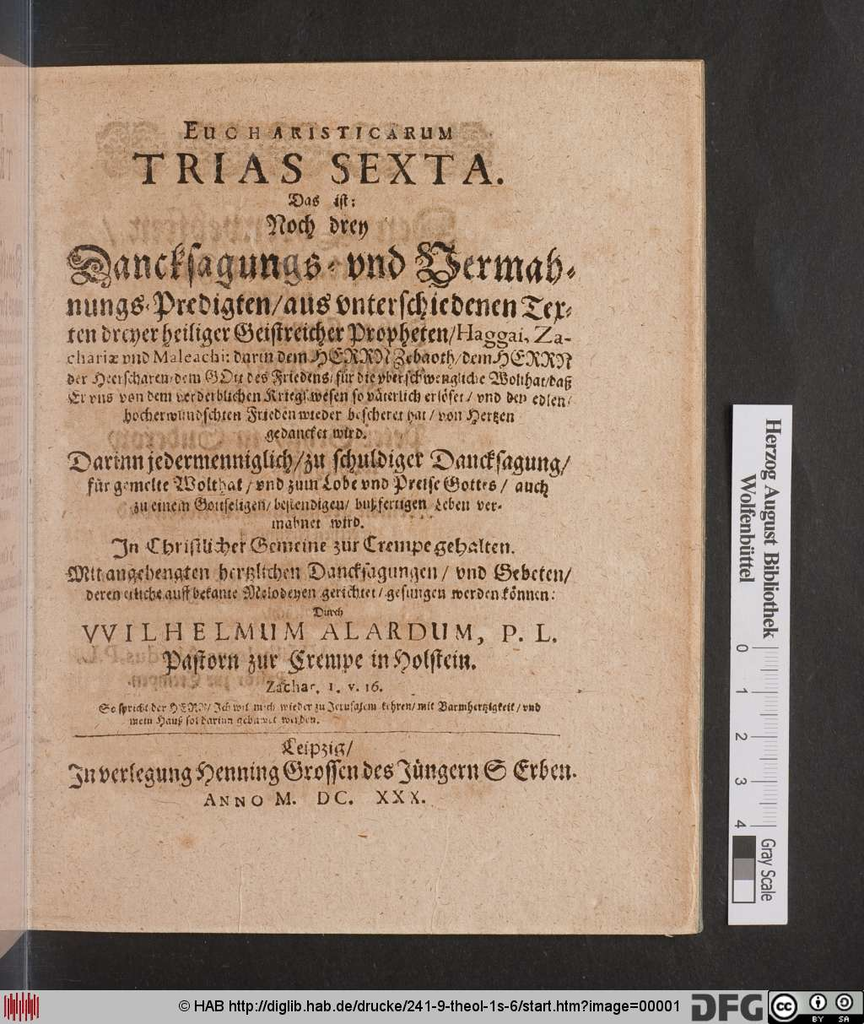 EUCHARISTICARUM
TRIAS SEXTA.
Das ist:
Noch drey
Dancksagungs- vnd Vermah-
nungs-Predigten/aus vnterschiedenen Tex-
ten dreyer heiliger Geistreicher Propheten/Haggai, Za-
chariæ vnd Maleachi: darin dem HERRN Zebaoth/dem HERRN
der Heerscharen/dem GOtt des Friedens/für die vberschwengliche Wolthat/daß
Er vns von dem verderblichen Kriegswesen so väterlich erlöset/ vnd den edlen/
hocherwündschten Frieden wieder bescheret hat/ von Hertzen
gedancket wird.
Darinn jedermenniglich/zu schuldiger Dancksagung/
für gemelte Wolthat/ vnd zum Lobe vnd Preise Gottes/ auch
zu einem Gottseligen/ bestendigen/ bußfertigen Leben ver-
mahnet wird.
In Christlicher Gemeine zur Crempe gehalten.
Mit angehengten hertzlichen Dancksagungen/ vnd Gebeten/
deren etliche auff bekante Melodeyen gerichtet/ gesungen werden können:
Durch
VVILHELMUM ALARDUM, P. L.
Pastorn zur Crempe in Holstein.
Zachar. 1. v. 16.
So spricht der HERR/ Ich wil mich wieder zu Jerusalem kehren/ mit Barmhertzigkeit/ vnd
mein Hauß sol darinn gebawet werden.
Leipzig/
In verlegung Henning Grossen des Jüngern S Erben.
ANNO M. DC. XXX.
Herzog August Bibliothek
Wolfenbüttel
0 1 2 3 4
Gray Scale
© HAB http://diglib.hab.de/drucke/241-9-theol-1s-6/start.htm?image=00001
DFG
cc BY SA